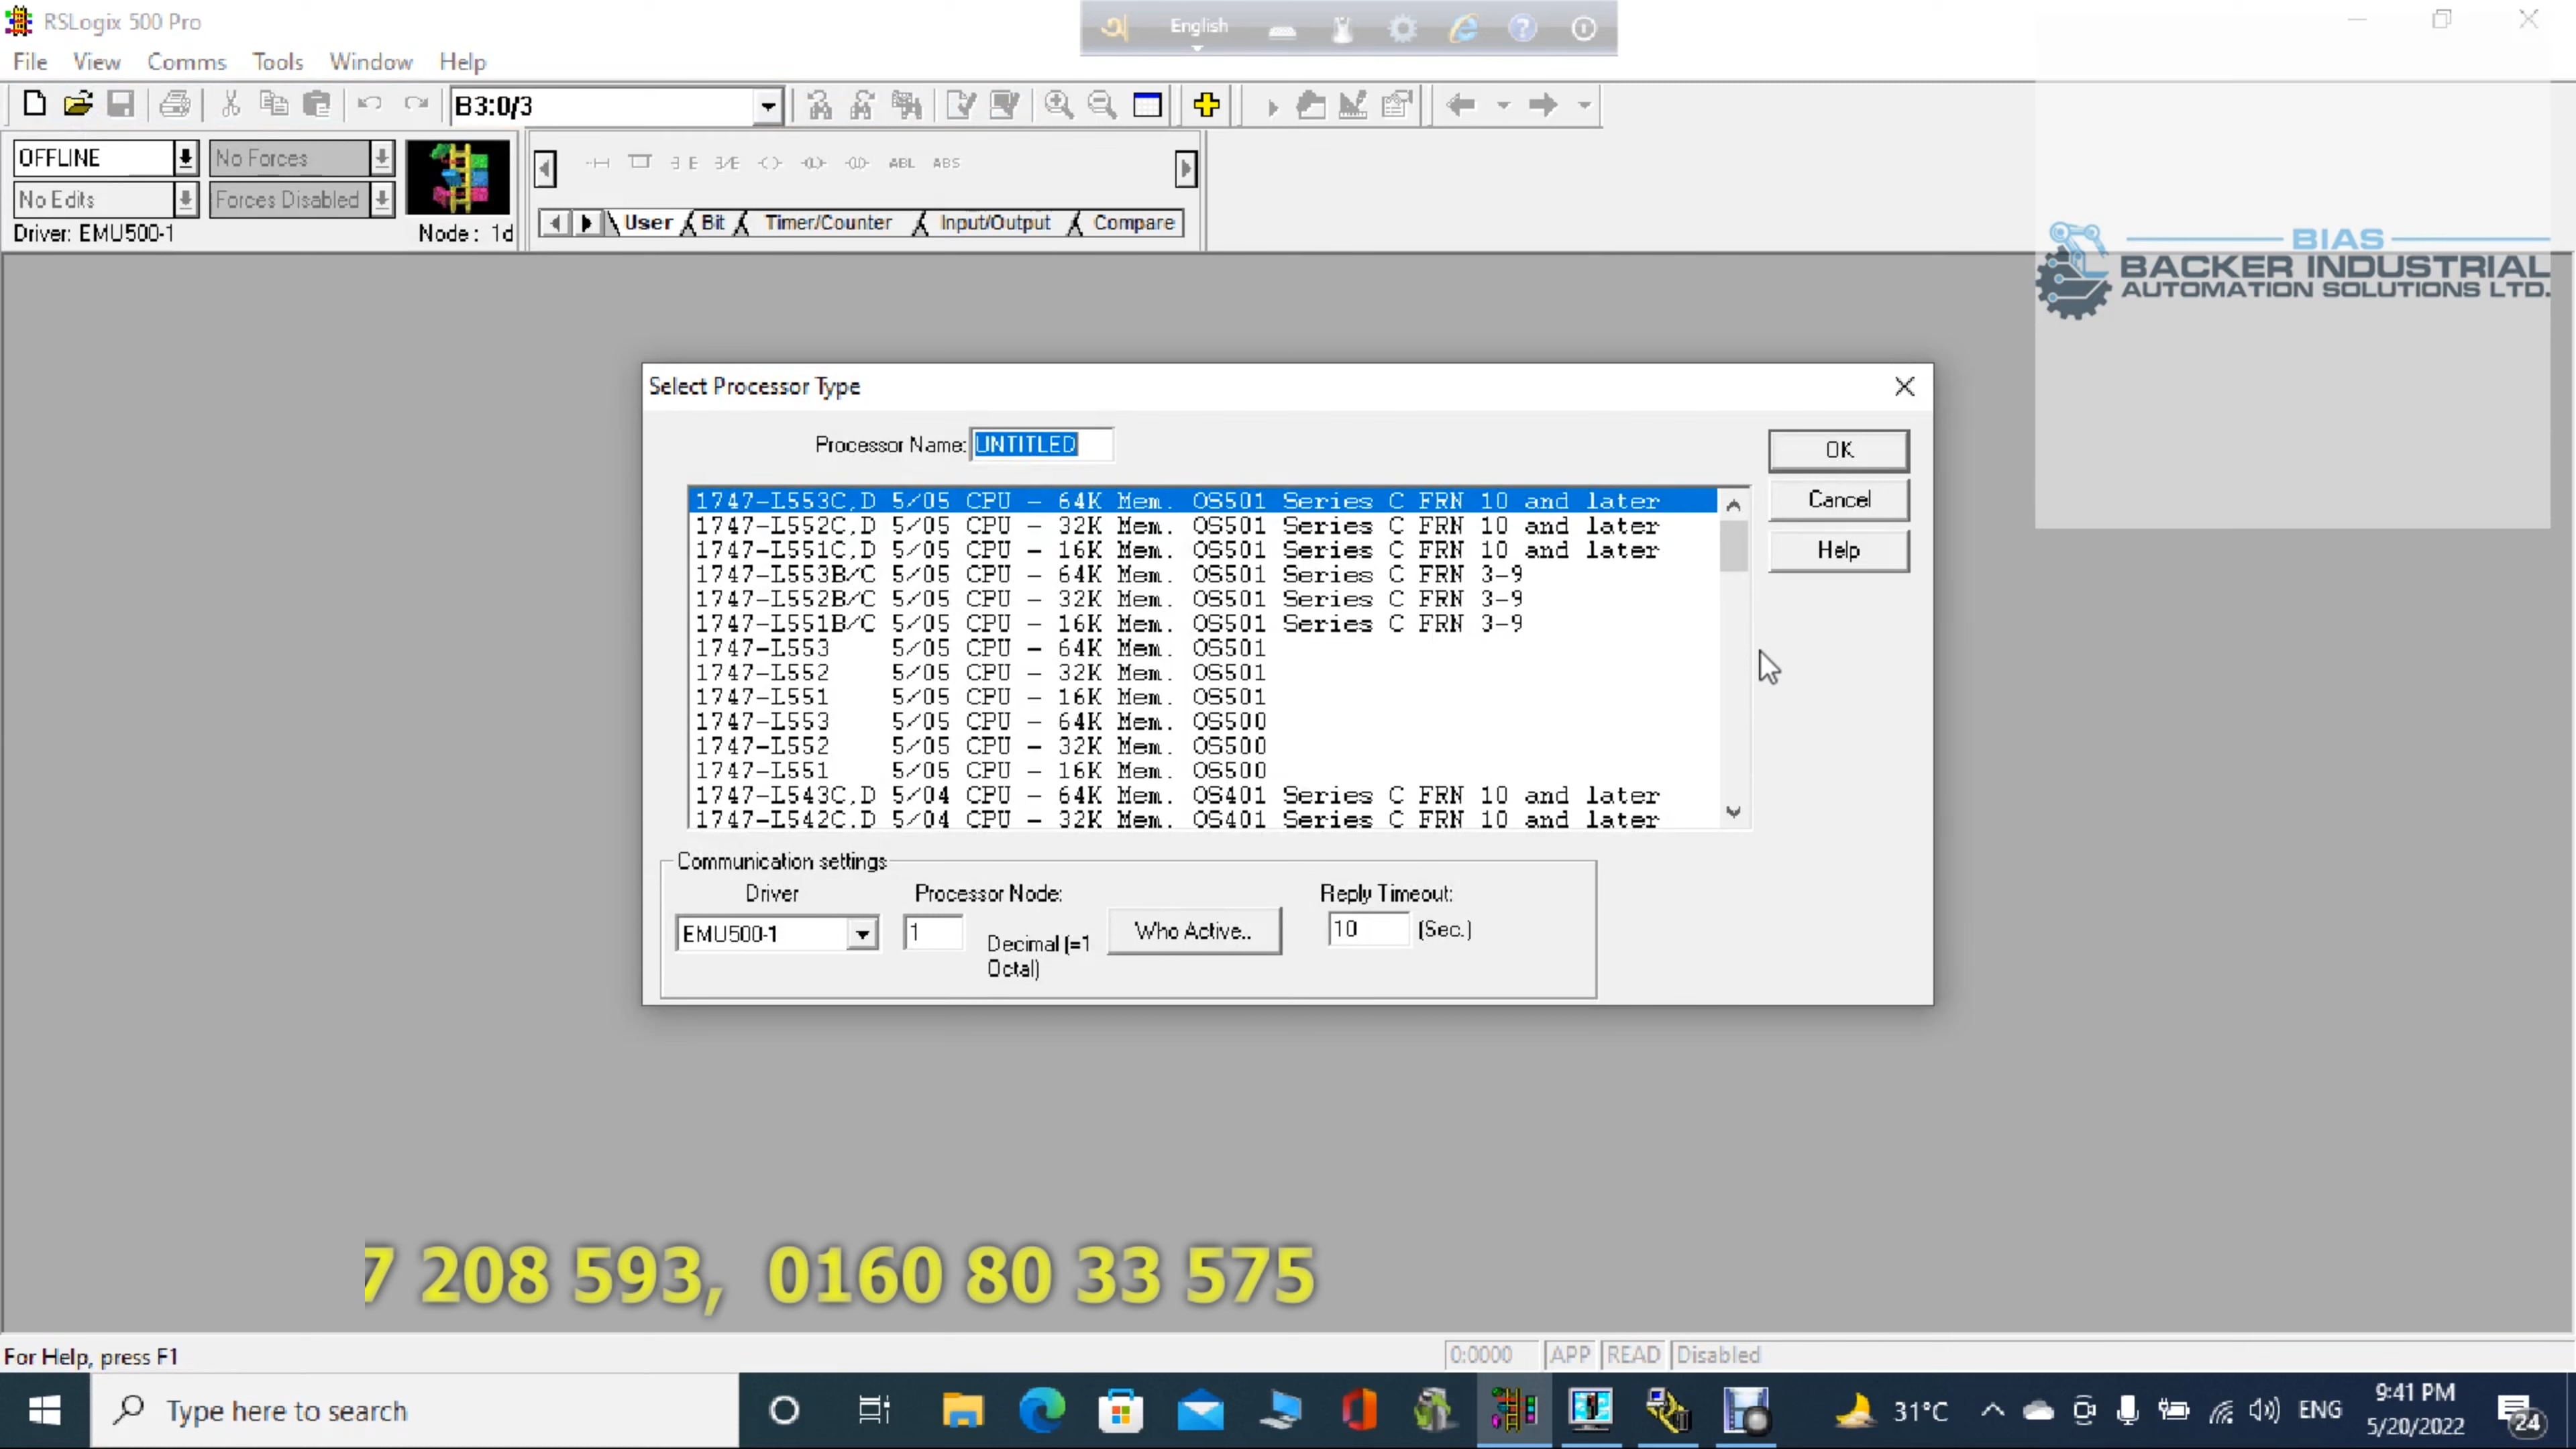 RSLogix 500 Pro
English
File View Comms Tools Window Help
B3:0/3
OFFLINE No Forces
No Edits Forces Disabled
Driver: EMU500-1 Node: 1d
ABL ABS
User Bit Timer/Counter Input/Output Compare
BIAS
BACKER INDUSTRIAL
AUTOMATION SOLUTIONS LTD.
Select Processor Type
Processor Name: UNTITLED
OK
Cancel
Help
1747-L553C,D 5/05 CPU - 64K Mem. OS501 Series C FRN 10 and later
1747-L552C,D 5/05 CPU - 32K Mem. OS501 Series C FRN 10 and later
1747-L551C,D 5/05 CPU - 16K Mem. OS501 Series C FRN 10 and later
1747-L553B/C 5/05 CPU - 64K Mem. OS501 Series C FRN 3-9
1747-L552B/C 5/05 CPU - 32K Mem. OS501 Series C FRN 3-9
1747-L551B/C 5/05 CPU - 16K Mem. OS501 Series C FRN 3-9
1747-L553 5/05 CPU - 64K Mem. OS501
1747-L552 5/05 CPU - 32K Mem. OS501
1747-L551 5/05 CPU - 16K Mem. OS501
1747-L553 5/05 CPU - 64K Mem. OS500
1747-L552 5/05 CPU - 32K Mem. OS500
1747-L551 5/05 CPU - 16K Mem. OS500
1747-L543C,D 5/04 CPU - 64K Mem. OS401 Series C FRN 10 and later
1747-L542C,D 5/04 CPU - 32K Mem. OS401 Series C FRN 10 and later
Communication settings
Driver Processor Node: Reply Timeout:
EMU500-1 1 Decimal (=1 Octal) Who Active.. 10 (Sec.)
7 208 593, 0160 80 33 575
For Help, press F1 0:0000 APP READ Disabled
Type here to search
31°C ENG 9:41 PM
5/20/2022 24